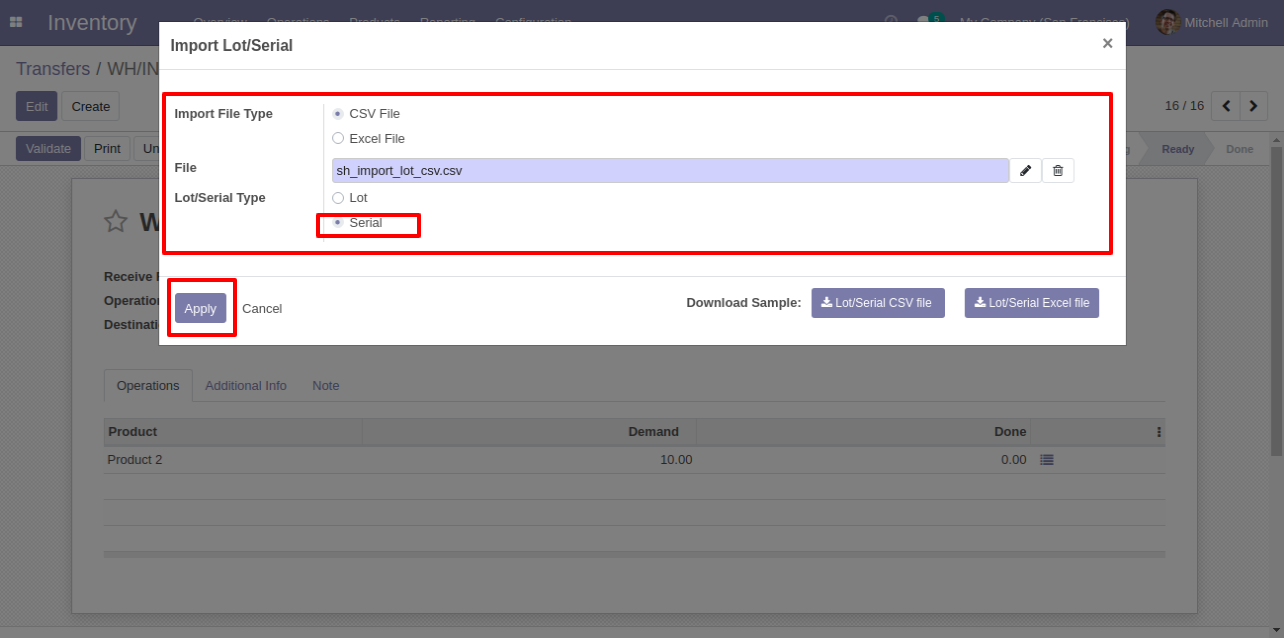 Inventory Overview Operations Products Reporting Configuration 5 My Company (San Francisco) Mitchell Admin
Import Lot/Serial ×
Transfers / WH/IN
Edit Create 16 / 16
Import File Type CSV File
Excel File
Validate Print Ready Done
File sh_import_lot_csv.csv
Lot/Serial Type Lot
Serial
W
Receive
Apply Cancel Download Sample: Lot/Serial CSV file Lot/Serial Excel file
Operations Additional Info Note
Product Demand Done
Product 2 10.00 0.00